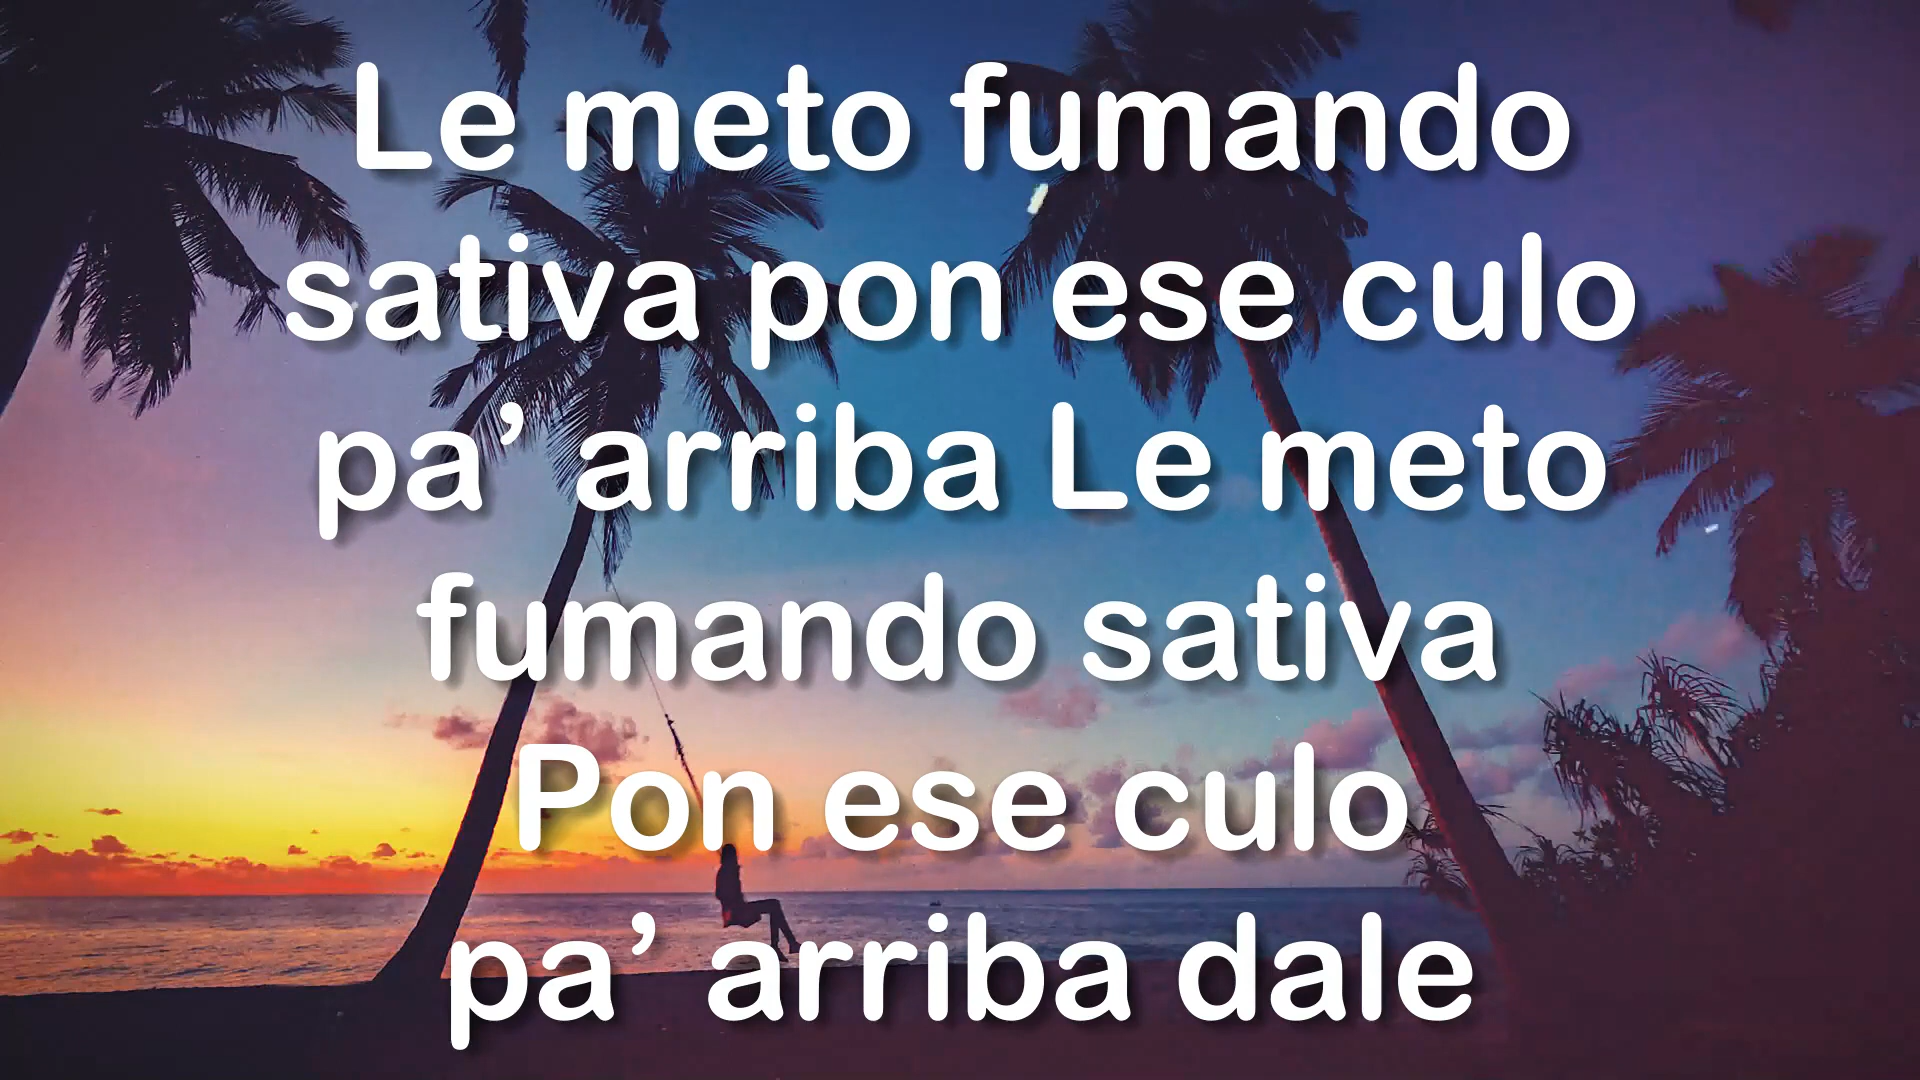 Le meto fumando
sativa pon ese culo
pa’ arriba Le meto
fumando sativa
Pon ese culo
pa’ arriba dale